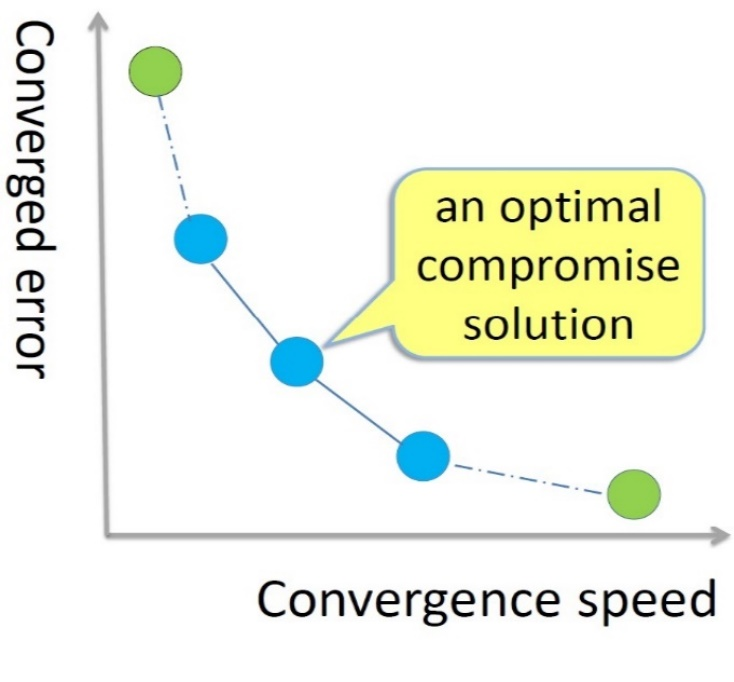 Converged error
an optimal
compromise
solution
Convergence speed